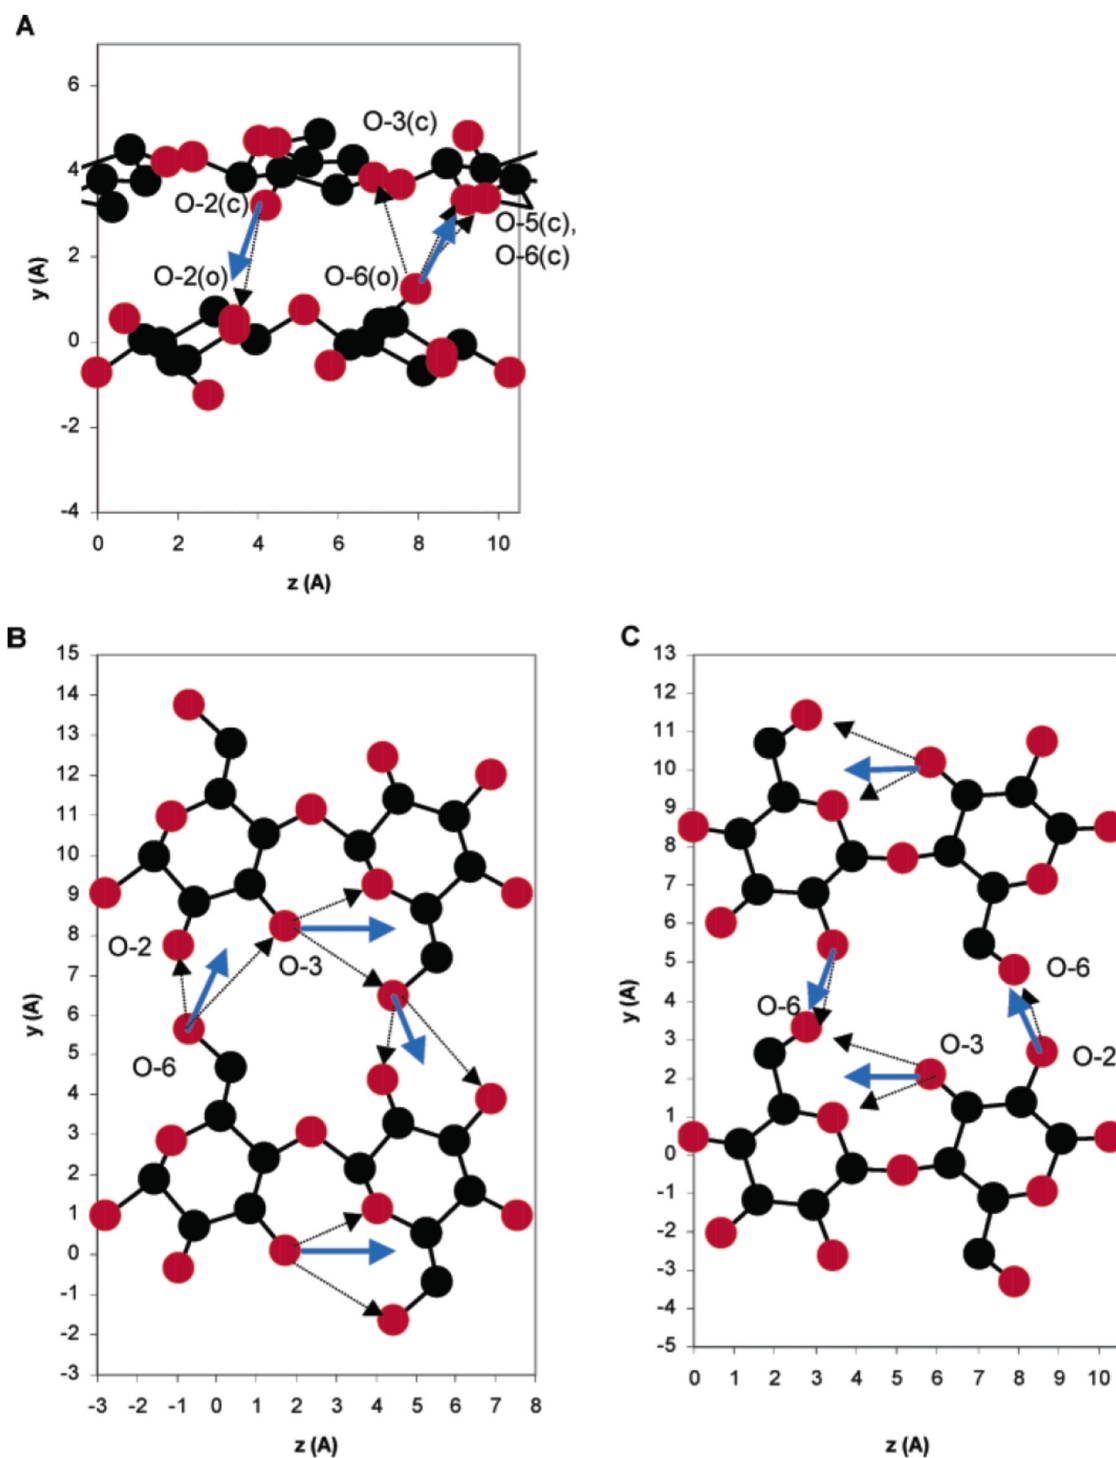 A
6
4
2
0
-2
-4
y (A)
O-3(c)
O-2(c)
O-5(c),
O-6(c)
O-2(o)
O-6(o)
0 2 4 6 8 10
z (A)
B
15
14
13
12
11
10
9
8
7
6
5
4
3
2
1
0
-1
-2
-3
y (A)
O-2
O-3
O-6
-3 -2 -1 0 1 2 3 4 5 6 7 8
z (A)
C
13
12
11
10
9
8
7
6
5
4
3
2
1
0
-1
-2
-3
-4
-5
y (A)
O-6
O-6
O-3
O-2
0 1 2 3 4 5 6 7 8 9 10
z (A)